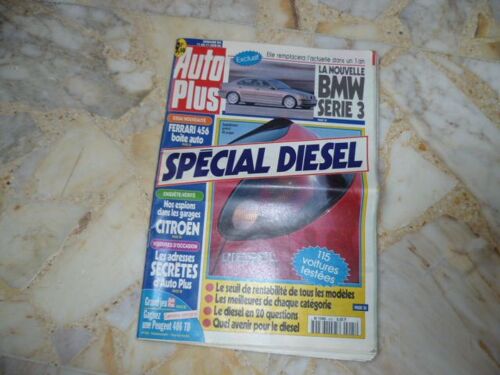 Auto
Plus
Exclusif
Elle remplacera l'actuelle dans un 1 an
LA NOUVELLE
BMW
SERIE 3
ESSAI NOUVEAUTÉ
FERRARI 456
boite auto
SPECIAL DIESEL
ENQUÊTE-VÉRITÉ
Nos espions
dans les garages
CITROËN
VOITURES D'OCCASION
Les adresses
SECRÈTES
d'Auto Plus
115
voitures
testées
Grand jeu
Gagnez
une Peugeot 406 TD
Le seuil de rentabilité de tous les modèles
Les meilleures de chaque catégorie
Le diesel en 20 questions
Quel avenir pour le diesel